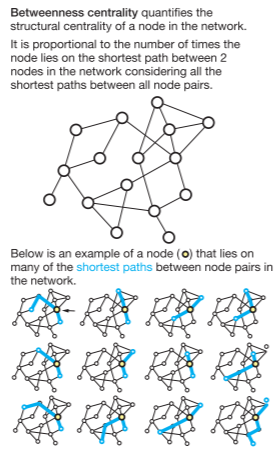 Betweenness centrality quantifies the
structural centrality of a node in the network.
It is proportional to the number of times the
node lies on the shortest path between 2
nodes in the network considering all the
shortest paths between all node pairs.
Below is an example of a node ( ) that lies on
many of the shortest paths between node pairs in
the network.